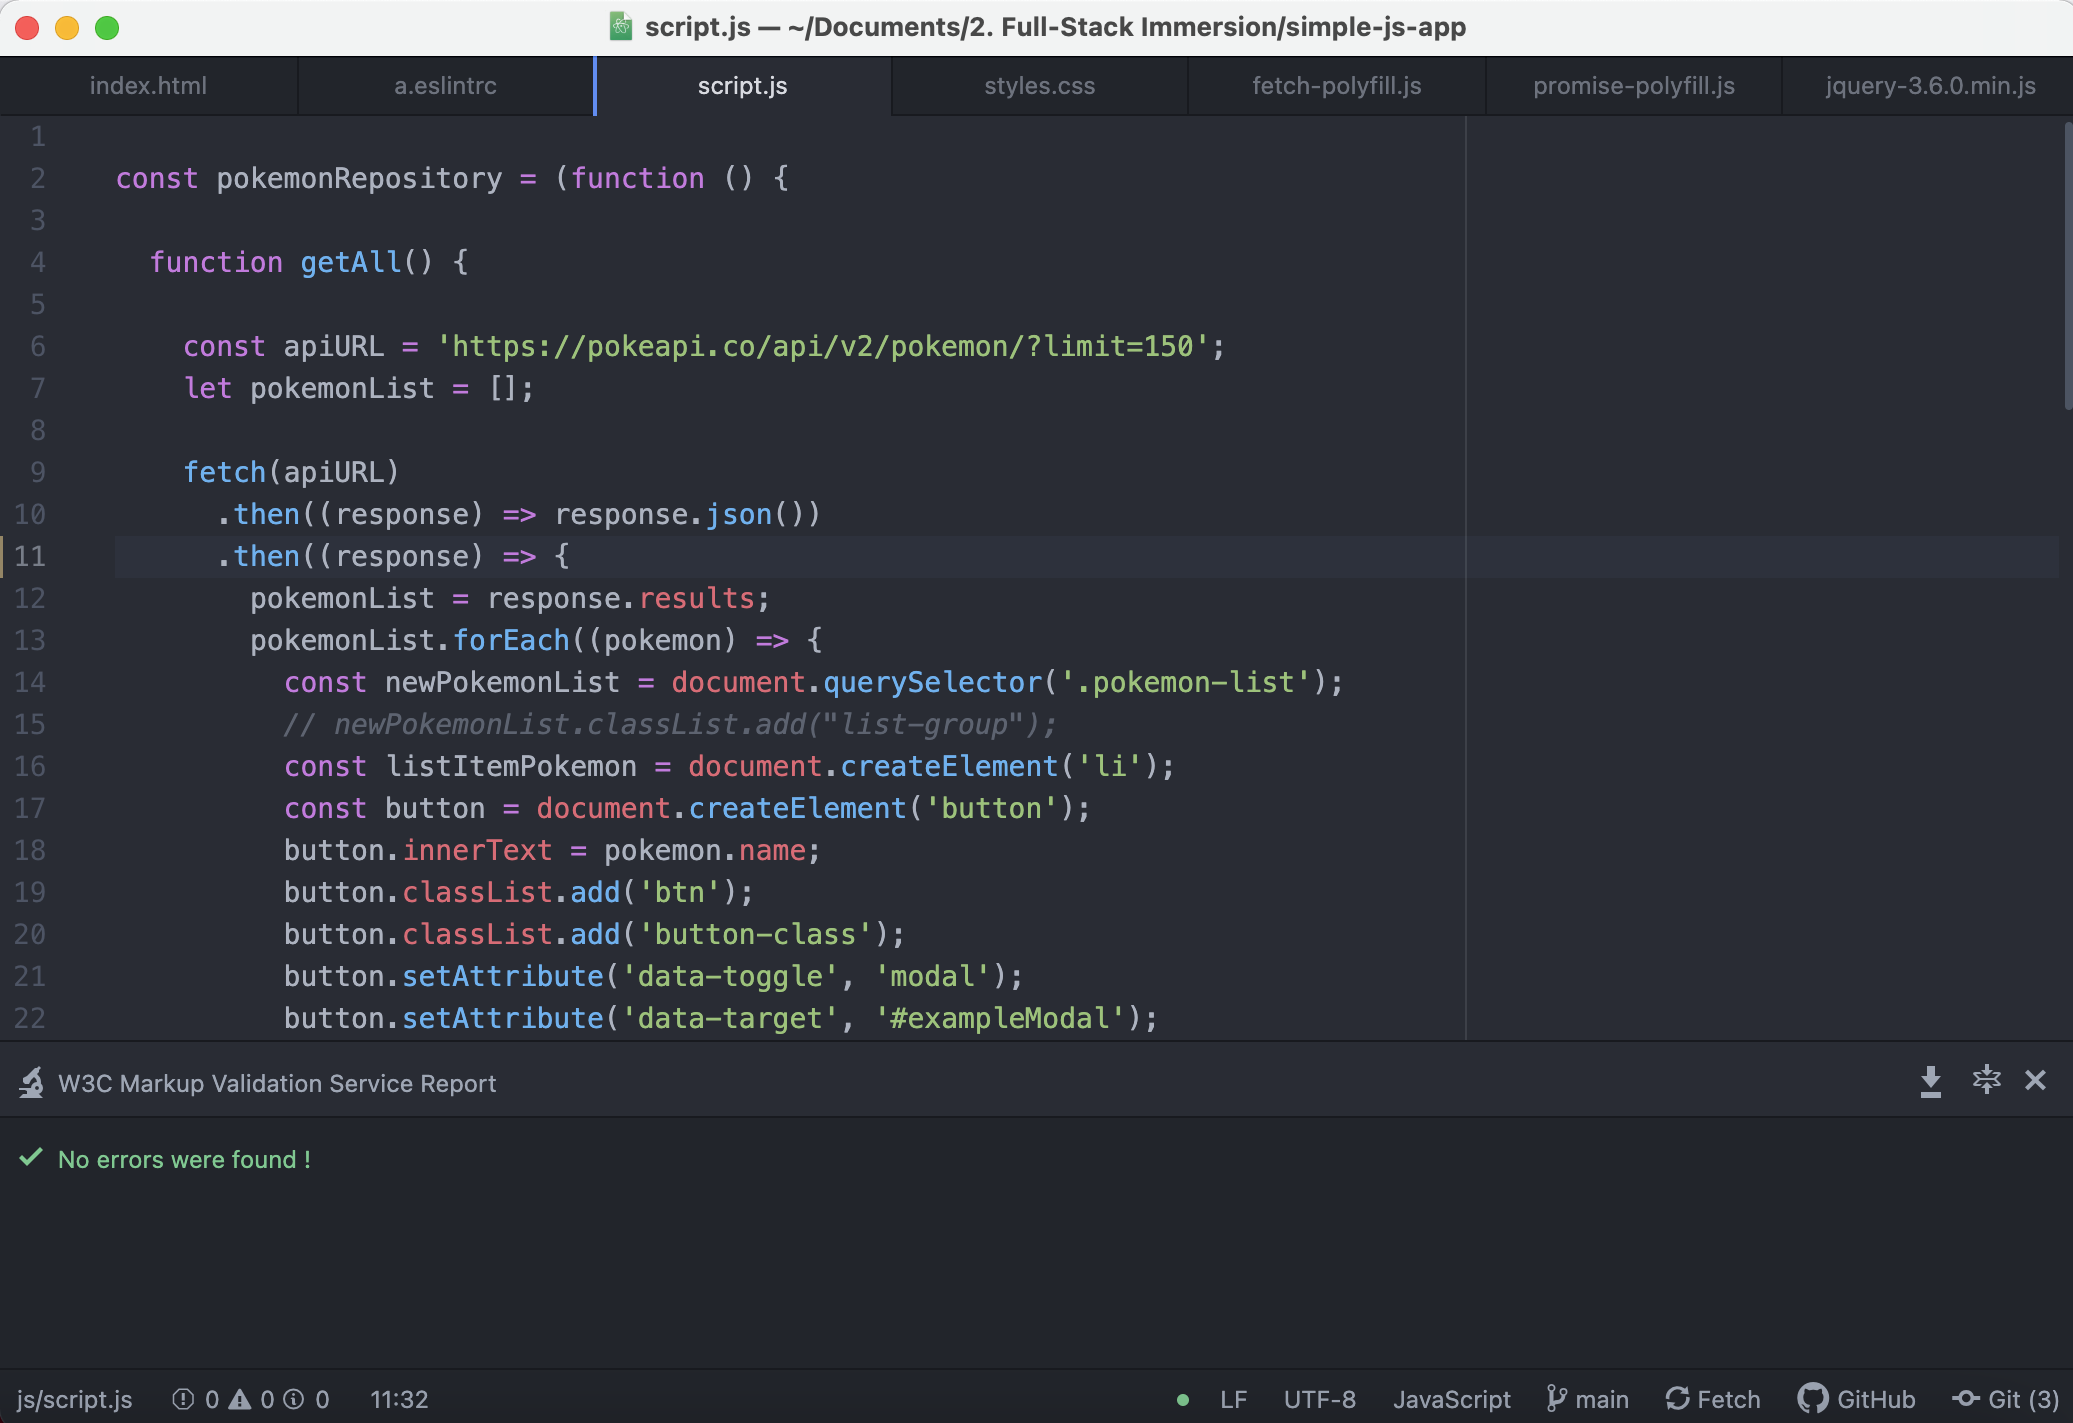 script.js — ~/Documents/2. Full-Stack Immersion/simple-js-app
index.html a.eslintrc script.js styles.css fetch-polyfill.js promise-polyfill.js jquery-3.6.0.min.js
1
2 const pokemonRepository = (function () {
3
4   function getAll() {
5
6     const apiURL = 'https://pokeapi.co/api/v2/pokemon/?limit=150';
7     let pokemonList = [];
8
9     fetch(apiURL)
10       .then((response) => response.json())
11       .then((response) => {
12         pokemonList = response.results;
13         pokemonList.forEach((pokemon) => {
14           const newPokemonList = document.querySelector('.pokemon-list');
15           // newPokemonList.classList.add("list-group");
16           const listItemPokemon = document.createElement('li');
17           const button = document.createElement('button');
18           button.innerText = pokemon.name;
19           button.classList.add('btn');
20           button.classList.add('button-class');
21           button.setAttribute('data-toggle', 'modal');
22           button.setAttribute('data-target', '#exampleModal');
W3C Markup Validation Service Report
No errors were found !
js/script.js 0 0 0 11:32 LF UTF-8 JavaScript main Fetch GitHub Git (3)